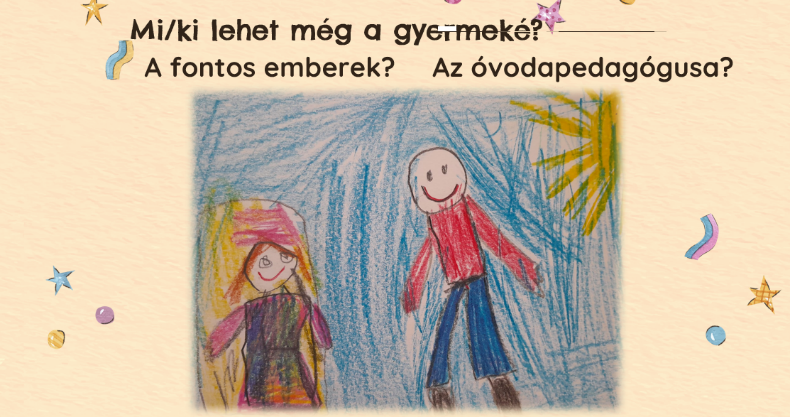 Mi/ki lehet még a gyermeké?
A fontos emberek? Az óvodapedagógusa?